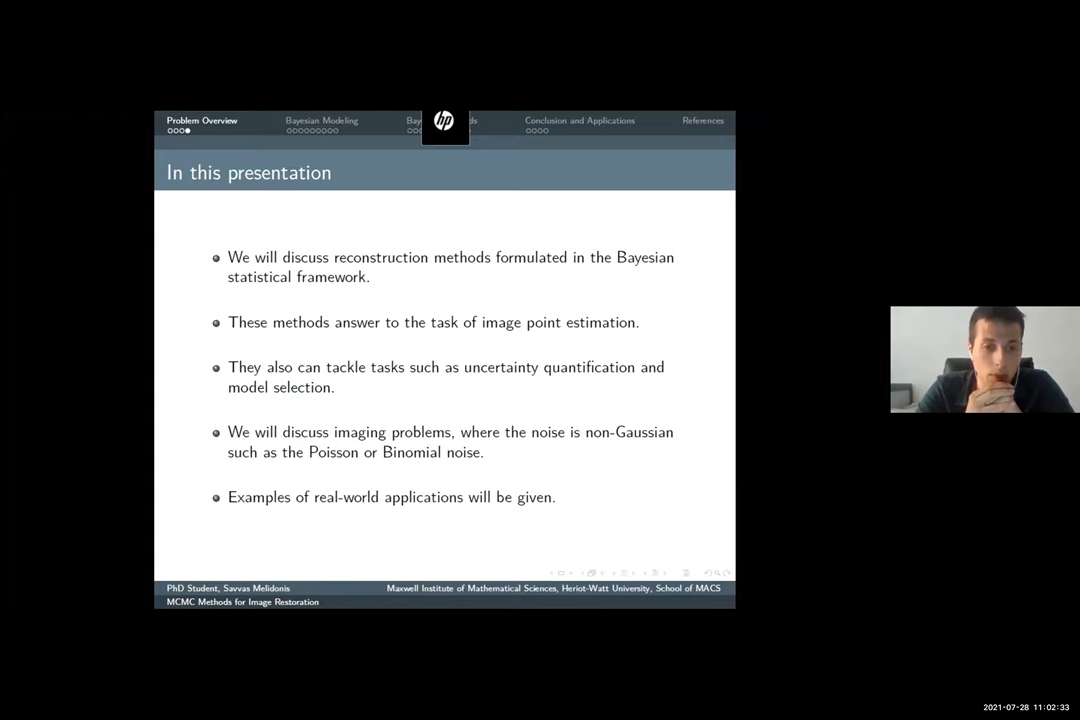 Problem Overview
Bayesian Modeling
Conclusion and Applications
References
hp
In this presentation
We will discuss reconstruction methods formulated in the Bayesian
statistical framework.
These methods answer to the task of image point estimation.
They also can tackle tasks such as uncertainty quantification and
model selection.
We will discuss imaging problems, where the noise is non-Gaussian
such as the Poisson or Binomial noise.
Examples of real-world applications will be given.
PhD Student, Savvas Melidonis
Maxwell Institute of Mathematical Sciences, Heriot-Watt University, School of MACS
MCMC Methods for Image Restoration
2021-07-28 11:02:33